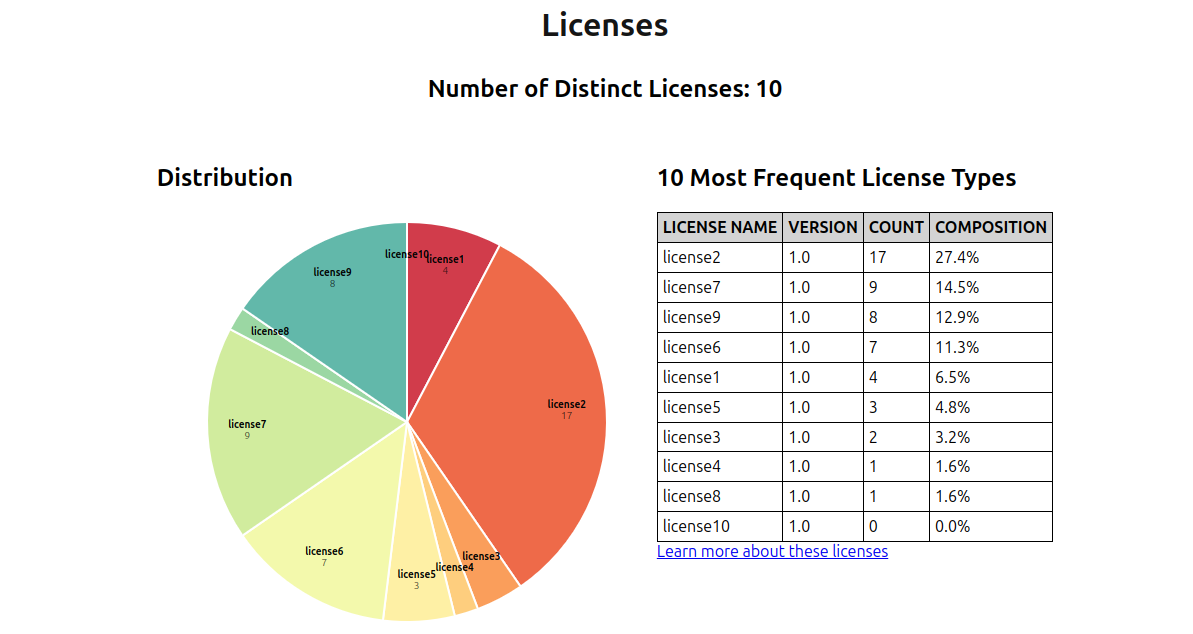 Licenses
Number of Distinct Licenses: 10
Distribution
license10
license1
4
license9
8
license8
license2
17
license7
9
license6
7
license3
license4
license5
3
10 Most Frequent License Types
LICENSE NAME VERSION COUNT COMPOSITION
license2 1.0 17 27.4%
license7 1.0 9 14.5%
license9 1.0 8 12.9%
license6 1.0 7 11.3%
license1 1.0 4 6.5%
license5 1.0 3 4.8%
license3 1.0 2 3.2%
license4 1.0 1 1.6%
license8 1.0 1 1.6%
license10 1.0 0 0.0%
Learn more about these licenses